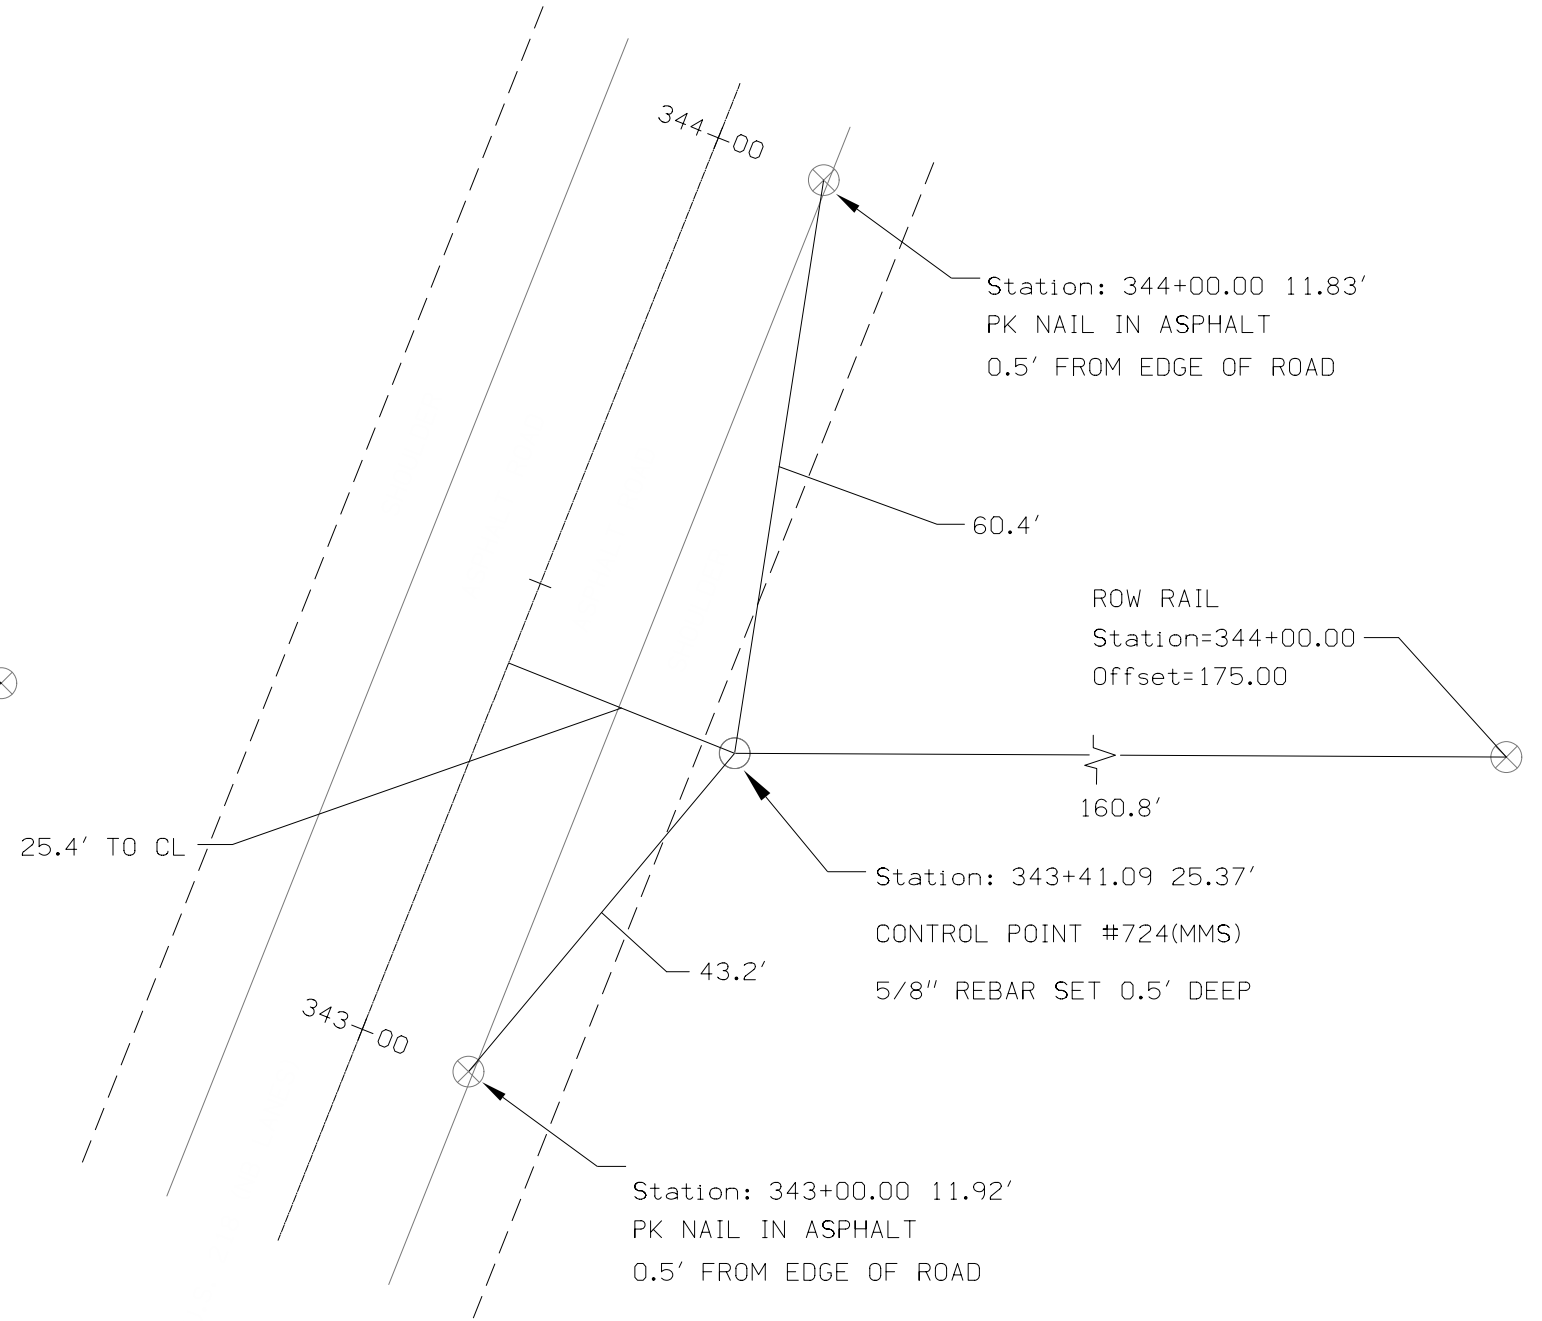 344+00
Station: 344+00.00 11.83'
PK NAIL IN ASPHALT
0.5' FROM EDGE OF ROAD
60.4'
ROW RAIL
Station=344+00.00
Offset=175.00
160.8'
25.4' TO CL
Station: 343+41.09 25.37'
CONTROL POINT #724(MMS)
5/8" REBAR SET 0.5' DEEP
43.2'
343+00
Station: 343+00.00 11.92'
PK NAIL IN ASPHALT
0.5' FROM EDGE OF ROAD